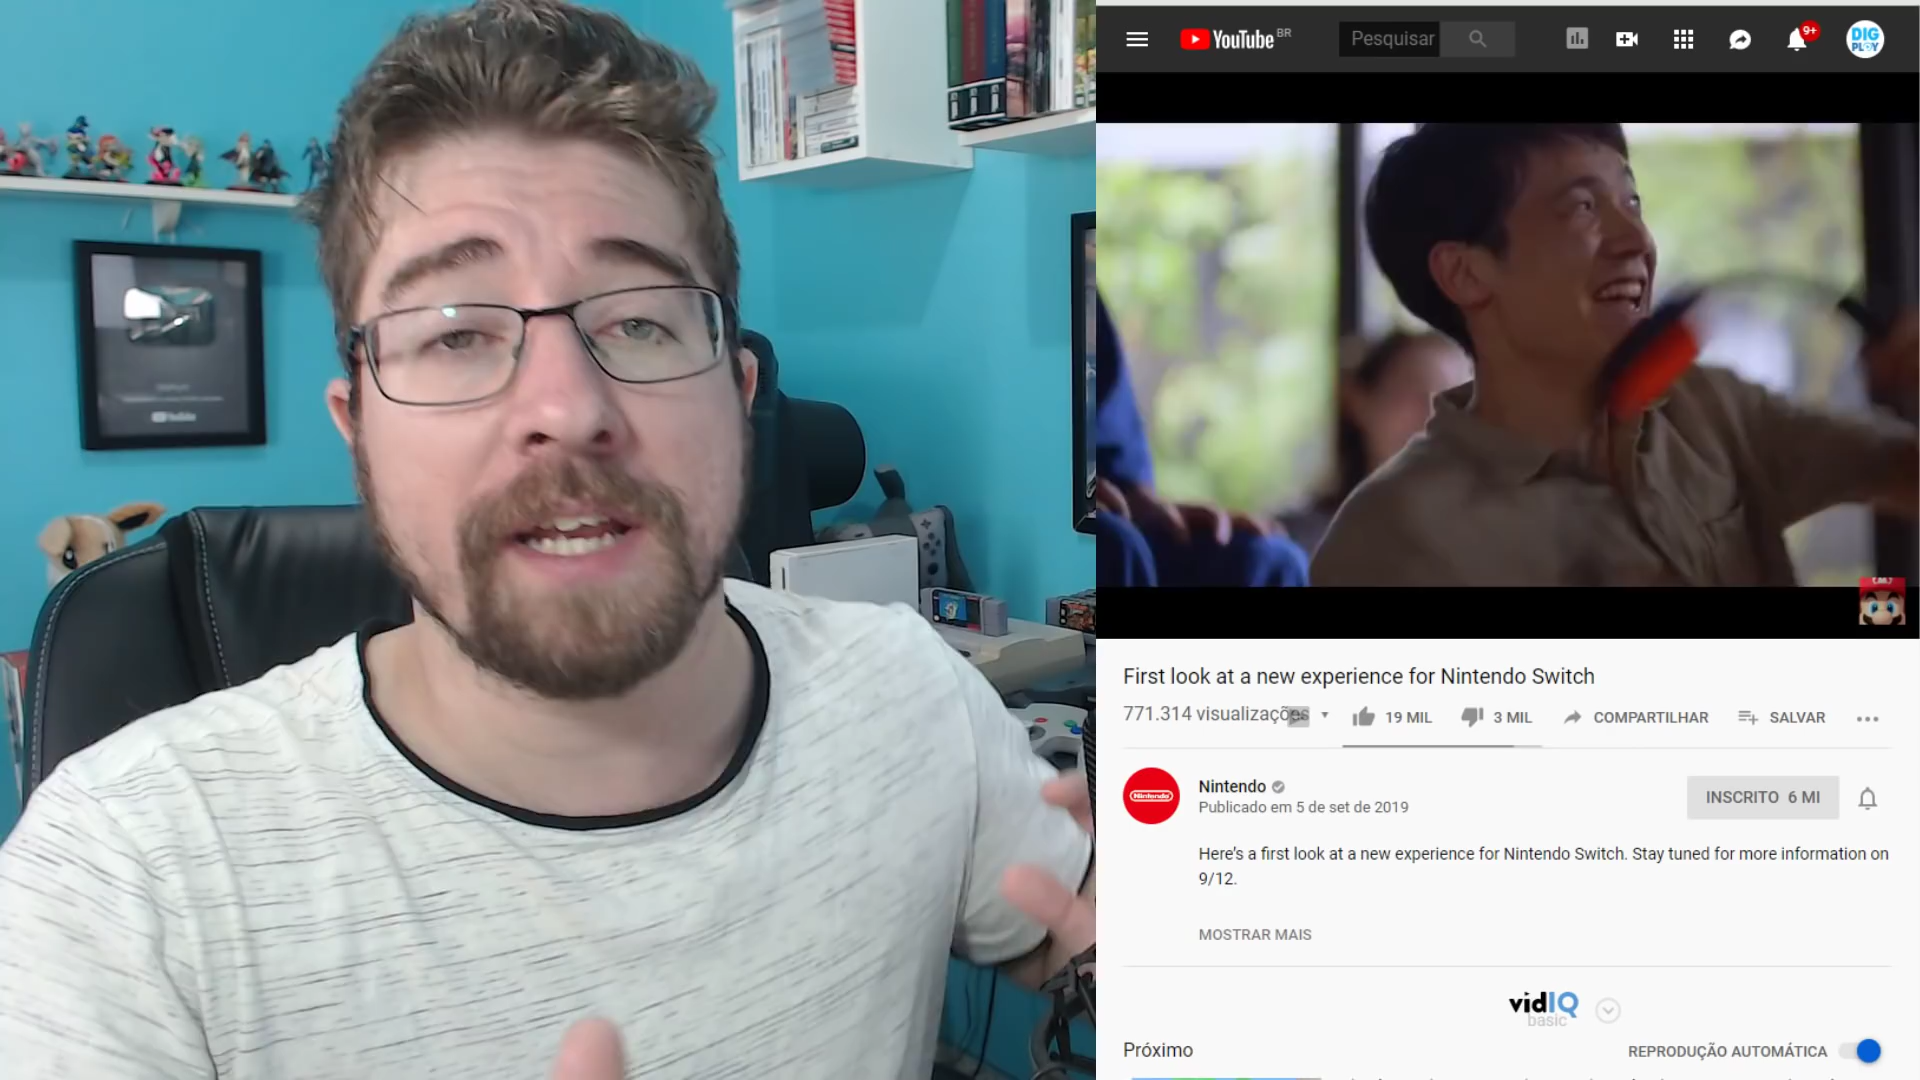 YouTube BR
Pesquisar
9+
DIG
PLAY
YouTube
First look at a new experience for Nintendo Switch
771.314 visualizações
19 MIL
3 MIL
COMPARTILHAR
SALVAR
Nintendo
Nintendo
Publicado em 5 de set de 2019
INSCRITO 6 MI
Here's a first look at a new experience for Nintendo Switch. Stay tuned for more information on
9/12.
MOSTRAR MAIS
vidIQ
basic
Próximo
REPRODUÇÃO AUTOMÁTICA